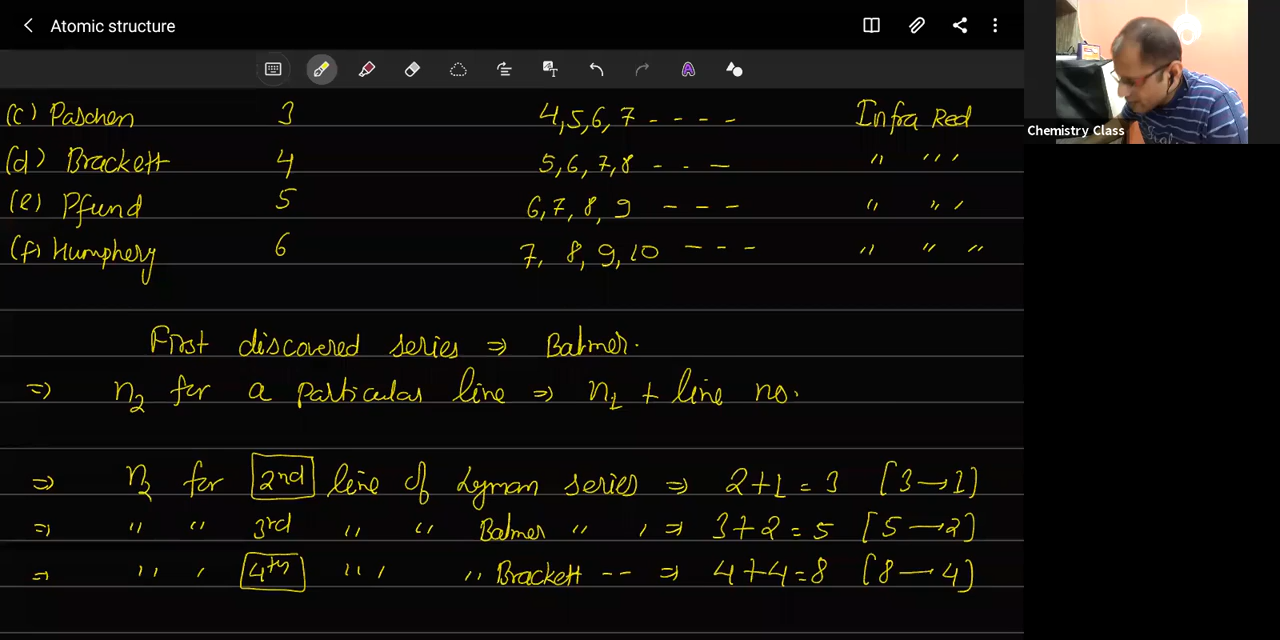 Atomic structure
Chemistry Class
(c) Paschen 3 4,5,6,7 - - - - Infra Red
(d) Brackett 4 5,6,7,8 - - - " "
(e) Pfund 5 6,7,8,9 - - - " "
(f) Humphery 6 7, 8, 9, 10 - - - " " "
First discovered series ⇒ Balmer.
⇒ n₂ for a particular line ⇒ n₁ + line no.
⇒ n₂ for 2nd line of Lyman series ⇒ 2+1 = 3 [3→1]
⇒ " " 3rd " " Balmer " , ⇒ 3+2 = 5 [5→2]
⇒ " , 4th " , " Brackett -- ⇒ 4+4=8 [8→4]